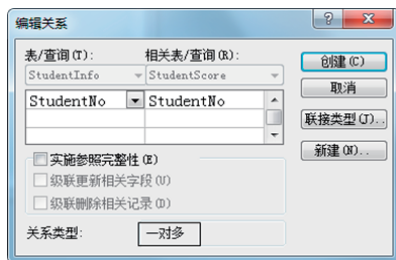 编辑关系
表/查询(T): 相关表/查询(R):
StudentInfo StudentScore
StudentNo StudentNo
实施参照完整性(E)
级联更新相关字段(U)
级联删除相关记录(D)
关系类型: 一对多
创建(C)
取消
联接类型(J)..
新建(N)..